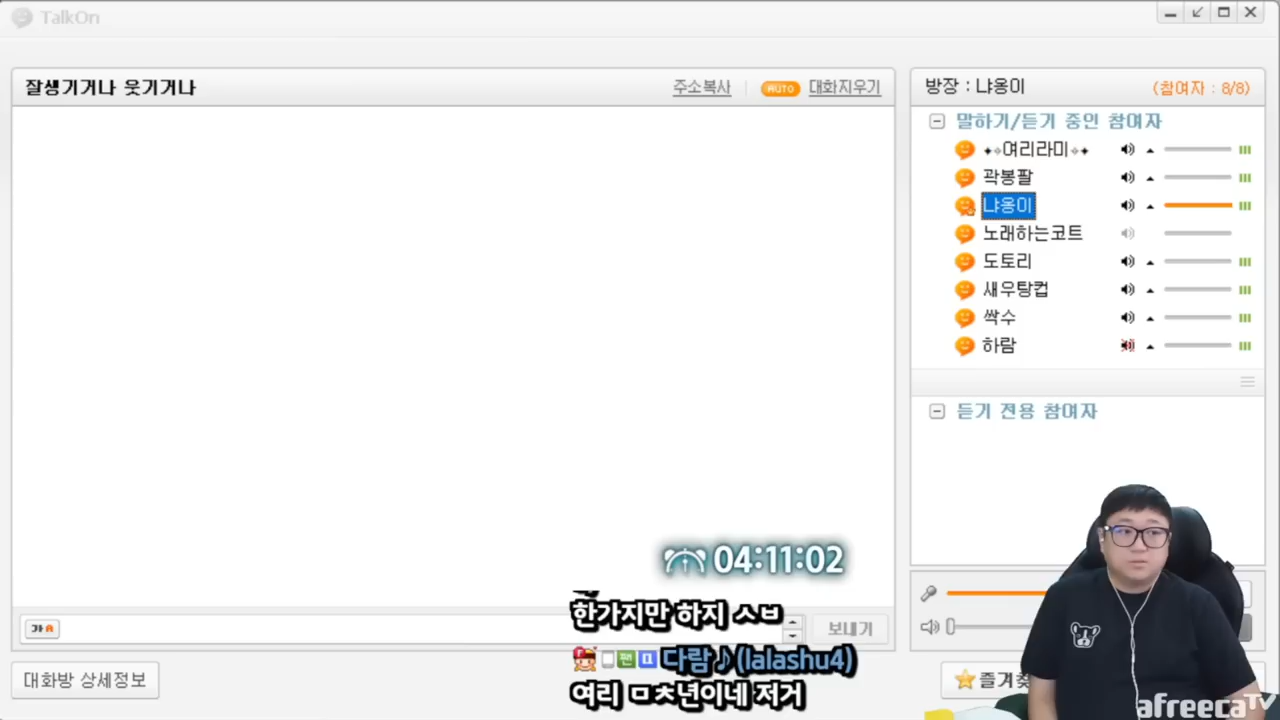 TalkOn
잘생기거나 웃기거나
주소복사
AUTO
대화지우기
방장 : 냐옹이
(참여자 : 8/8)
말하기/듣기 중인 참여자
✦✧여리라미✧✦
곽봉팔
냐옹이
노래하는코트
도토리
새우탕컵
싹수
하람
듣기 전용 참여자
04:11:02
한가지만 하지 ㅅㅂ
가
보내기
팬
다람♪(lalashu4)
여리 ㅁㅊ년이네 저거
대화방 상세정보
즐겨찾
afreecaTV